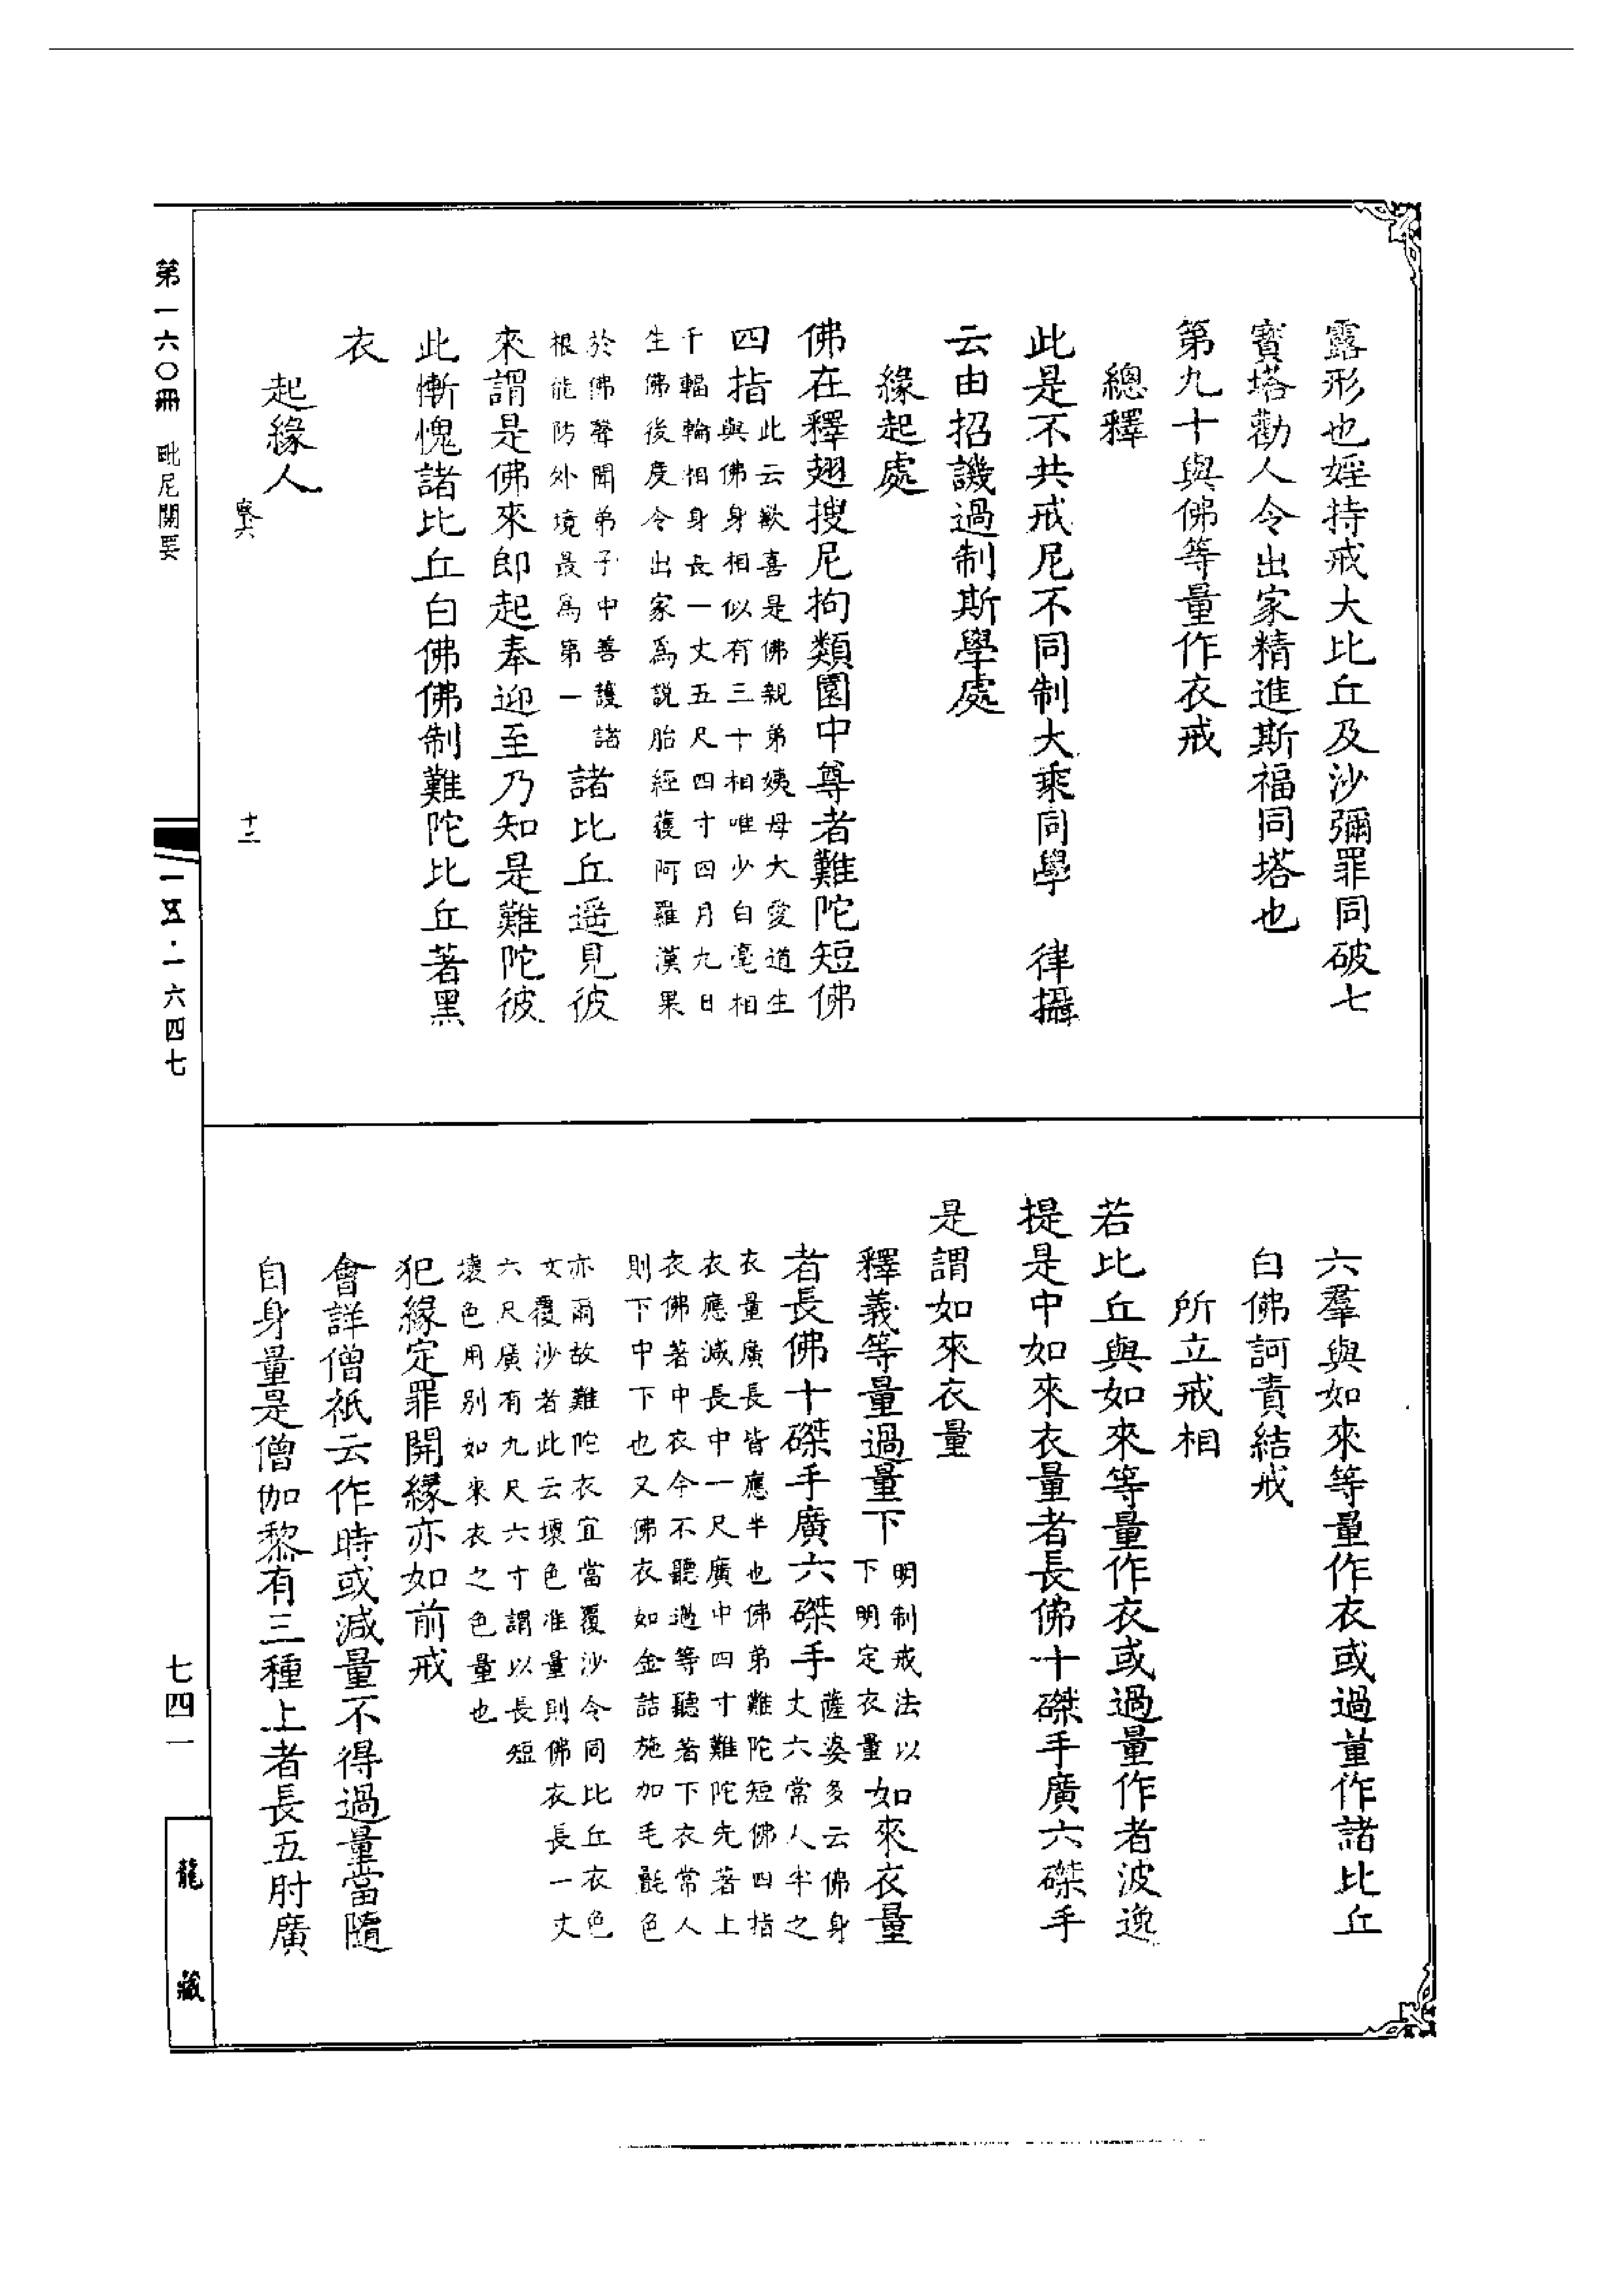 露形也婬持戒大比丘及沙彌罪同破七
寶塔勸人令出家精進斯福同塔也
第九十與佛等量作衣戒
總釋
此是不共戒尼不同制大乘同學　律攝
云由招譏過制斯學處
緣起處
佛在釋翅搜尼拘類園中尊者難陀短佛
四指
此云歡喜是佛親弟姨母大愛道生
與佛身相似有三十相唯少白毫相
千輻輪相身長一丈五尺四寸四月九日
生佛後度令出家爲說胎經獲阿羅漢果
於佛聲聞弟子中善護諸
根能防外境最爲第一
諸比丘遥見彼
來謂是佛來即起奉迎至乃知是難陀彼
此慚愧諸比丘白佛佛制難陀比丘著黑
衣
起緣人
十二
六羣與如來等量作衣或過量作諸比丘
白佛訶責結戒
所立戒相
若比丘與如來等量作衣或過量作者波逸
提是中如來衣量者長佛十磔手廣六磔手
是謂如來衣量
釋義等量過量下
明制戒法以
下明定衣量
如來衣量
者長佛十磔手廣六磔手
薩婆多云佛身
丈六常人半之
衣量廣長皆應半也佛弟難陀短佛四指
衣應減長中一尺廣中四寸難陀先著上
衣佛著中衣今不聽過等聽著下衣常人
則下中下也又佛衣如金詰施加毛氎色
亦爾故難陀衣宜當覆沙令同比丘衣色
文覆沙者此云壞色准量則佛衣長一丈
六尺廣有九尺六寸謂以長短
壞色用別如來衣之色量也
犯緣定罪開緣亦如前戒
會詳僧祇云作時或減量不得過量當隨
自身量是僧伽黎有三種上者長五肘廣
第一六〇冊　毗尼關要
一五·一六四七
七四一
龍藏